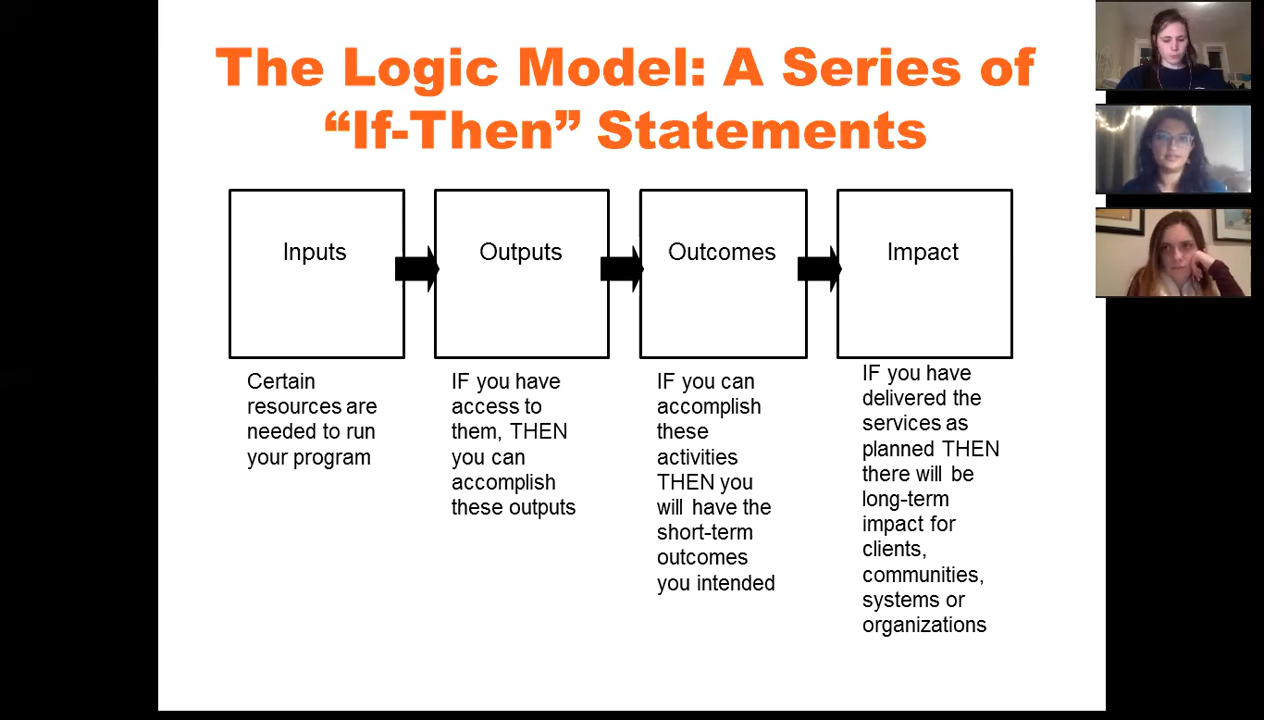 The Logic Model: A Series of
“If-Then” Statements
Inputs
Outputs
Outcomes
Impact
Certain
resources are
needed to run
your program
IF you have
access to
them, THEN
you can
accomplish
these outputs
IF you can
accomplish
these
activities
THEN you
will have the
short-term
outcomes
you intended
IF you have
delivered the
services as
planned THEN
there will be
long-term
impact for
clients,
communities,
systems or
organizations